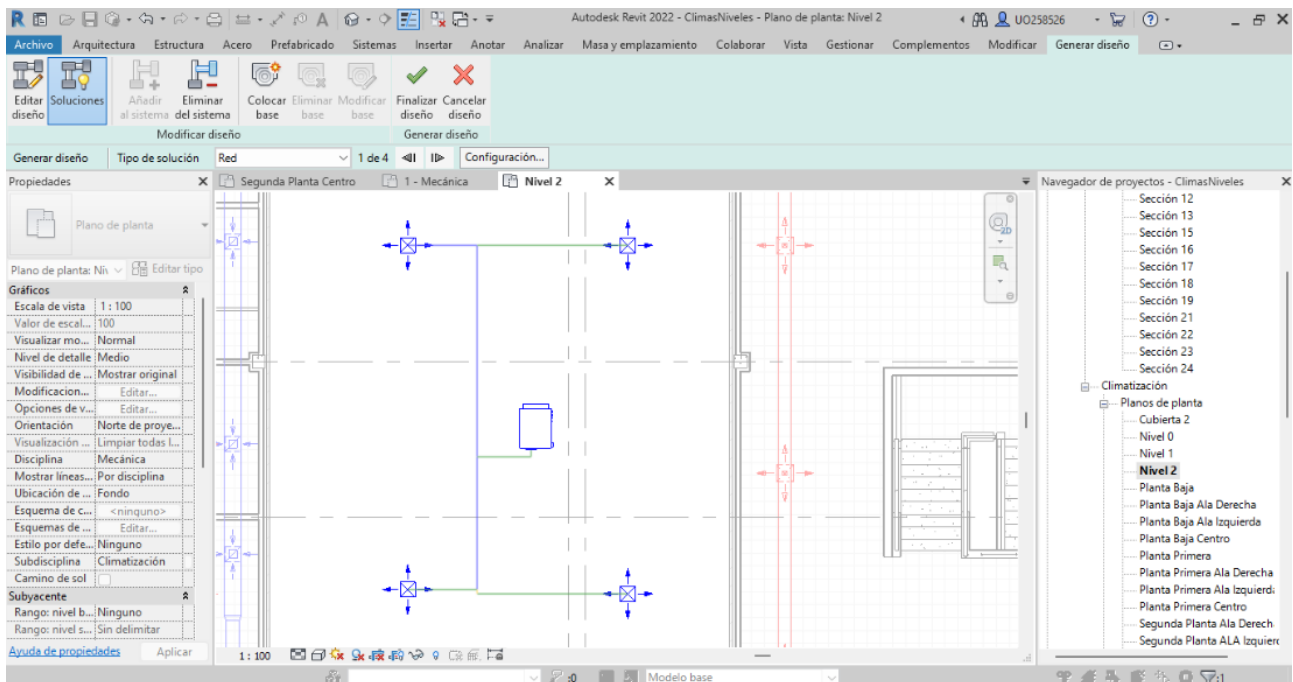 Autodesk Revit 2022 - ClimasNiveles - Plano de planta: Nivel 2
UO258526
Archivo Arquitectura Estructura Acero Prefabricado Sistemas Insertar Anotar Analizar Masa y emplazamiento Colaborar Vista Gestionar Complementos Modificar Generar diseño
Editar diseño
Soluciones
Añadir al sistema
Eliminar del sistema
Colocar base
Eliminar base
Modificar base
Finalizar diseño
Cancelar diseño
Modificar diseño
Generar diseño
Generar diseño Tipo de solución Red 1 de 4 Configuración...
Propiedades
Segunda Planta Centro
1 - Mecánica
Nivel 2
Plano de planta
Plano de planta: Niv
Editar tipo
Gráficos
Escala de vista 1 : 100
Valor de escal... 100
Visualizar mo... Normal
Nivel de detalle Medio
Visibilidad de ... Mostrar original
Modificacion... Editar...
Opciones de v... Editar...
Orientación Norte de proye...
Visualización ... Limpiar todas l...
Disciplina Mecánica
Mostrar líneas... Por disciplina
Ubicación de ... Fondo
Esquema de c... <ninguno>
Esquemas de ... Editar...
Estilo por defe... Ninguno
Subdisciplina Climatización
Camino de sol
Subyacente
Rango: nivel b... Ninguno
Rango: nivel s... Sin delimitar
Ayuda de propiedades Aplicar
2D
1 : 100
:0
Modelo base
:1
Navegador de proyectos - ClimasNiveles
Sección 12
Sección 13
Sección 15
Sección 16
Sección 17
Sección 18
Sección 19
Sección 21
Sección 22
Sección 23
Sección 24
Climatización
Planos de planta
Cubierta 2
Nivel 0
Nivel 1
Nivel 2
Planta Baja
Planta Baja Ala Derecha
Planta Baja Ala Izquierda
Planta Baja Centro
Planta Primera
Planta Primera Ala Derecha
Planta Primera Ala Izquierd
Planta Primera Centro
Segunda Planta Ala Derech
Segunda Planta ALA Izquierd